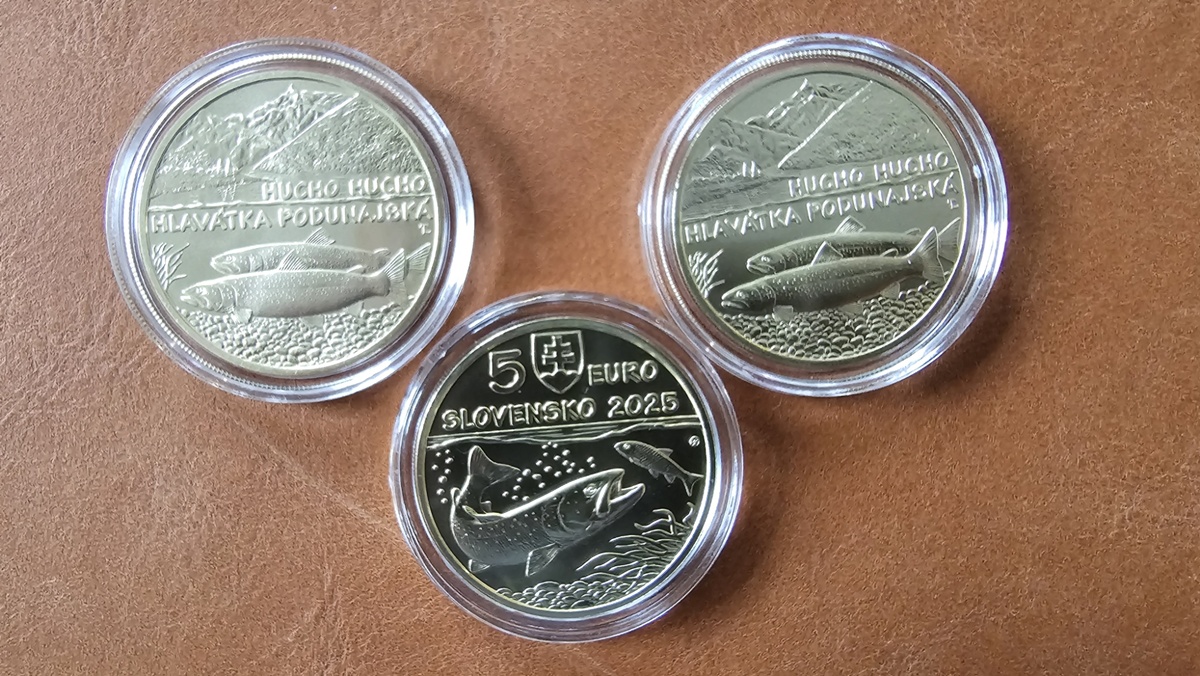 HUCHO HUCHO
HLAVÁTKA PODUNAJSKÁ
HUCHO HUCHO
HLAVÁTKA PODUNAJSKÁ
5 EURO
SLOVENSKO 2025